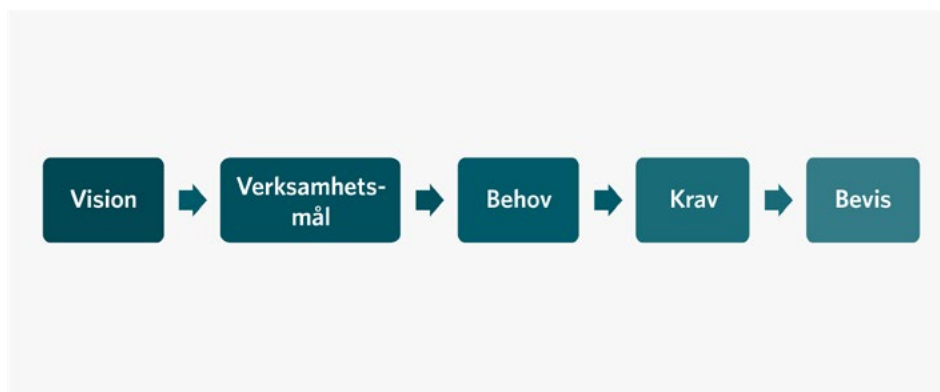 Vision
Verksamhets-
mål
Behov
Krav
Bevis